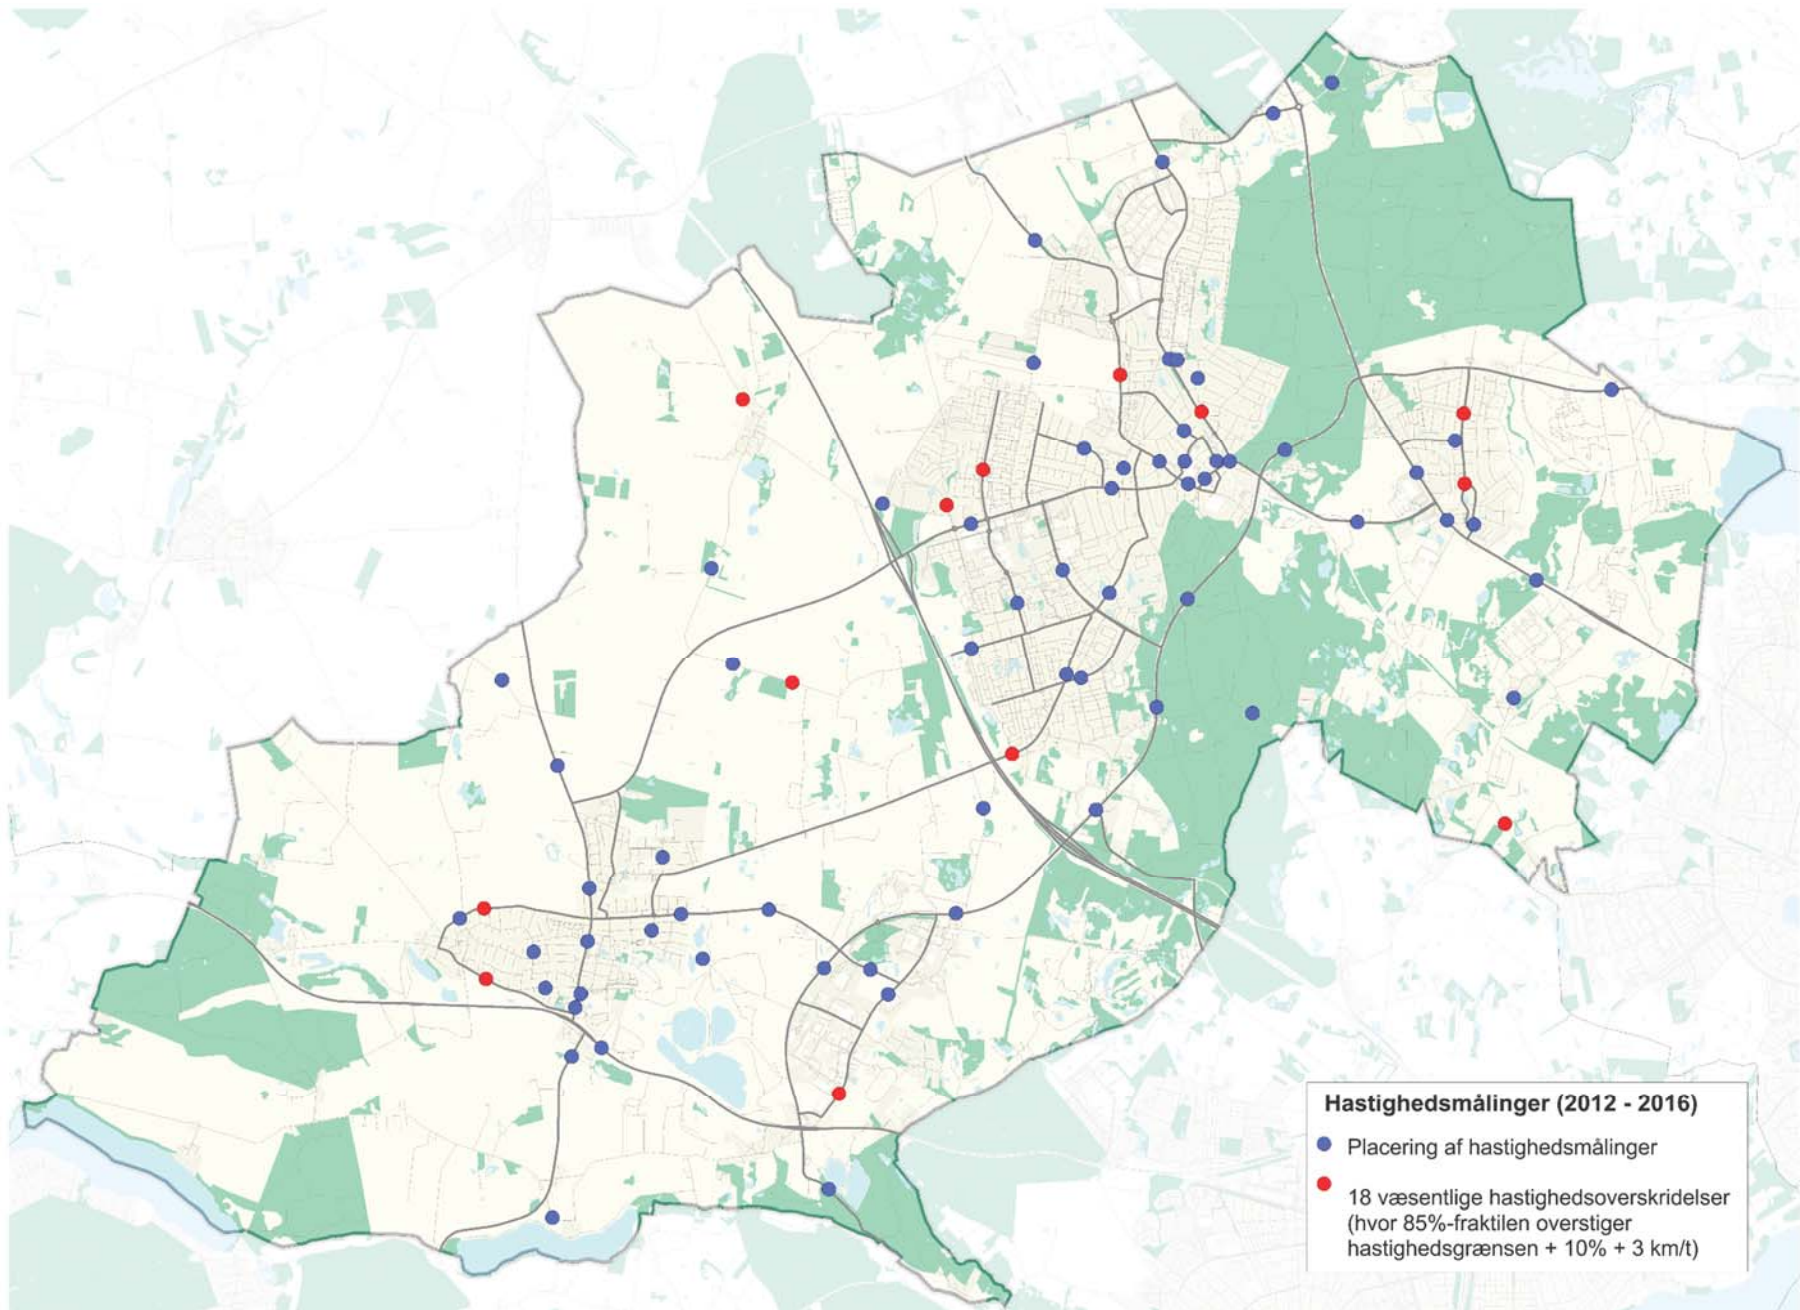 Hastighedsmålinger (2012 - 2016)
Placering af hastighedsmålinger
18 væsentlige hastighedsoverskridelser
(hvor 85%-fraktilen overstiger
hastighedsgrænsen + 10% + 3 km/t)